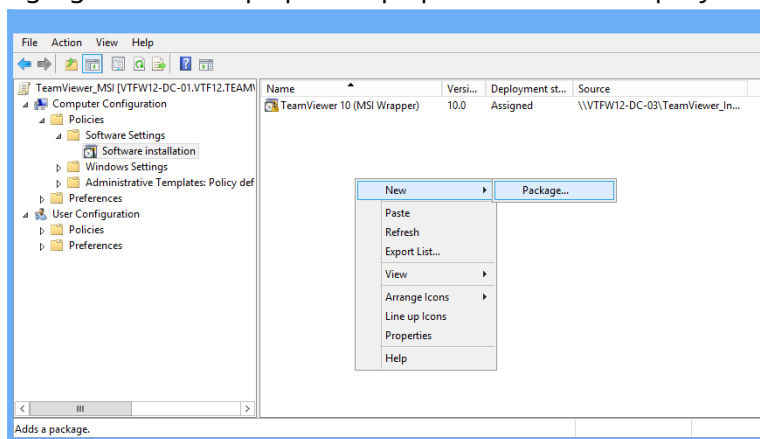 File Action View Help
TeamViewer_MSI [VTFW12-DC-01.VTF12.TEAM
Computer Configuration
Policies
Software Settings
Software installation
Windows Settings
Administrative Templates: Policy def
Preferences
User Configuration
Policies
Preferences
Name Versi... Deployment st... Source
TeamViewer 10 (MSI Wrapper) 10.0 Assigned \\VTFW12-DC-03\TeamViewer_In...
New Package...
Paste
Refresh
Export List...
View
Arrange Icons
Line up Icons
Properties
Help
Adds a package.